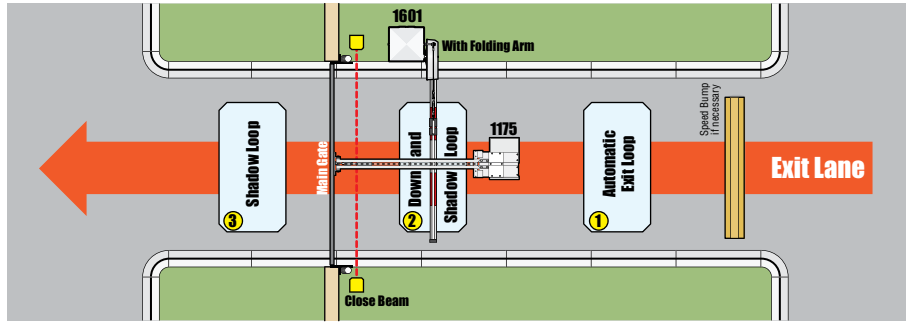 1601
With Folding Arm
Speed Bump
if necessary
1175
Shadow Loop
3
Main Gate
Down and
Shadow Loop
2
Automatic
Exit Loop
1
Exit Lane
Close Beam